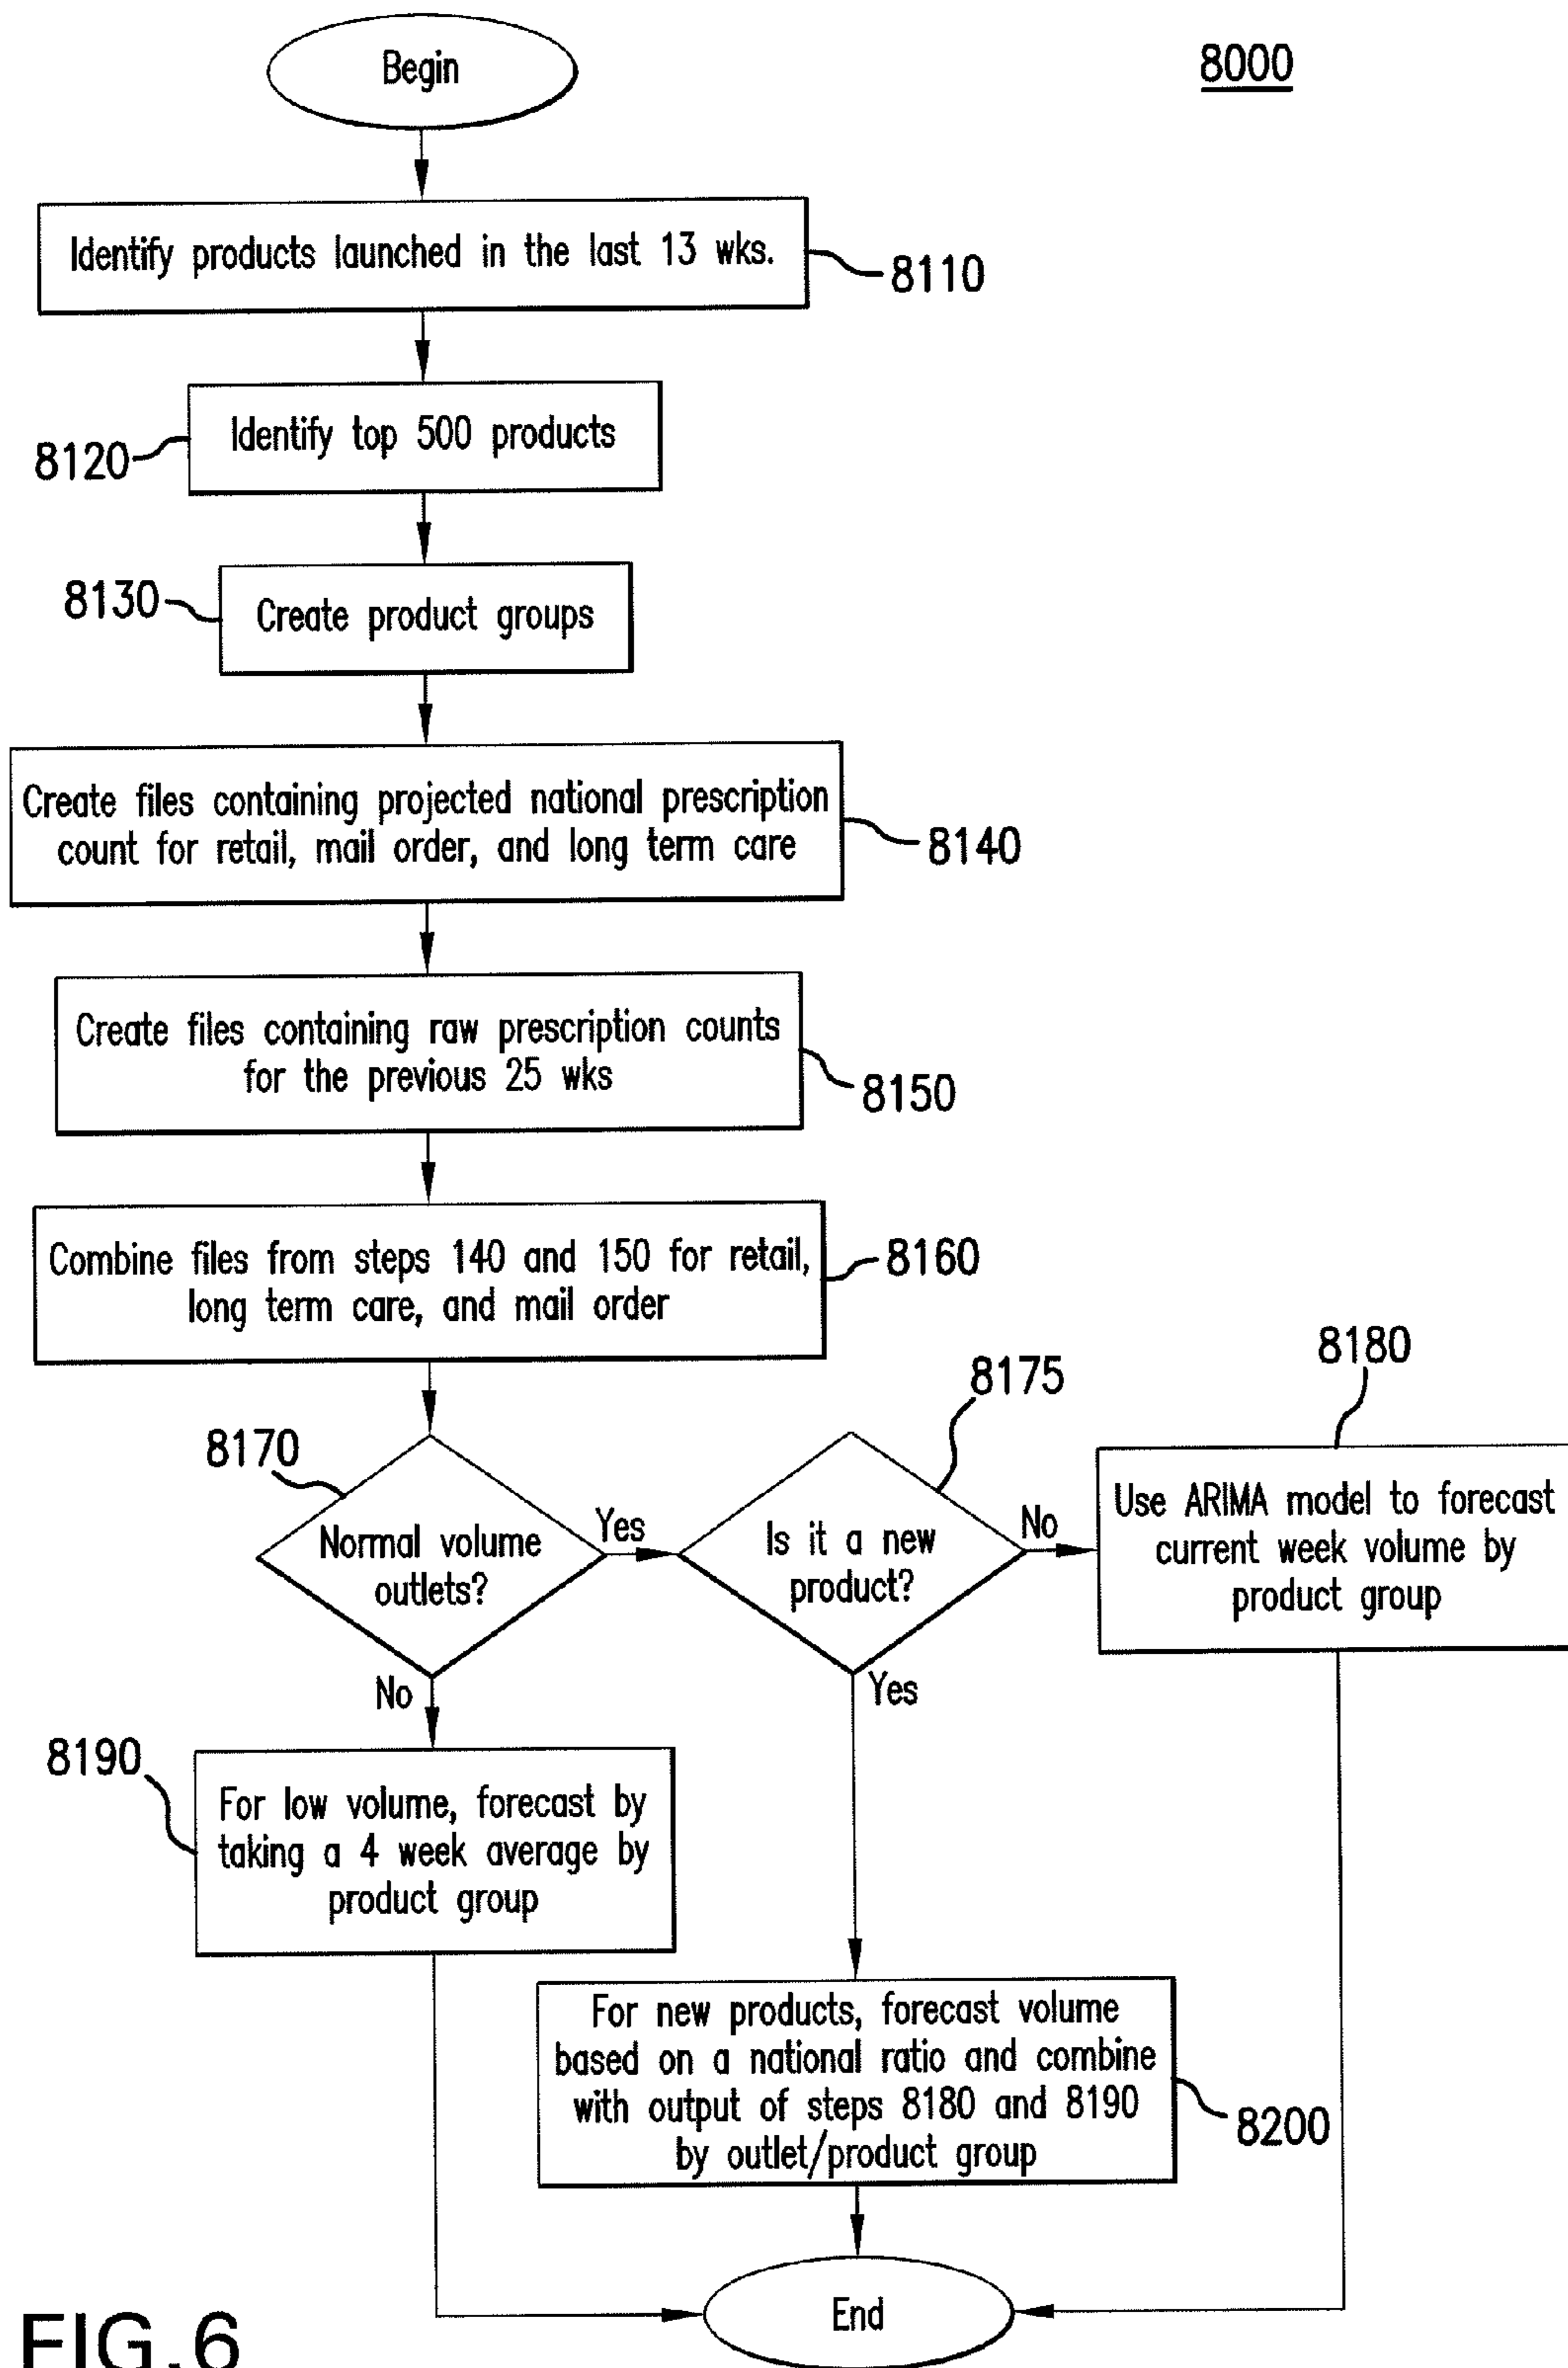 Begin
8000
Identify products launched in the last 13 wks.
8110
Identify top 500 products
8120
8130
Create product groups
Create files containing projected national prescription
count for retail, mail order, and long term care
8140
Create files containing raw prescription counts
for the previous 25 wks
8150
Combine files from steps 140 and 150 for retail,
long term care, and mail order
8160
8170
Normal volume
outlets?
Yes
No
8175
Is it a new
product?
No
Yes
8180
Use ARIMA model to forecast
current week volume by
product group
8190
For low volume, forecast by
taking a 4 week average by
product group
For new products, forecast volume
based on a national ratio and combine
with output of steps 8180 and 8190
by outlet/product group
8200
End
FIG.6